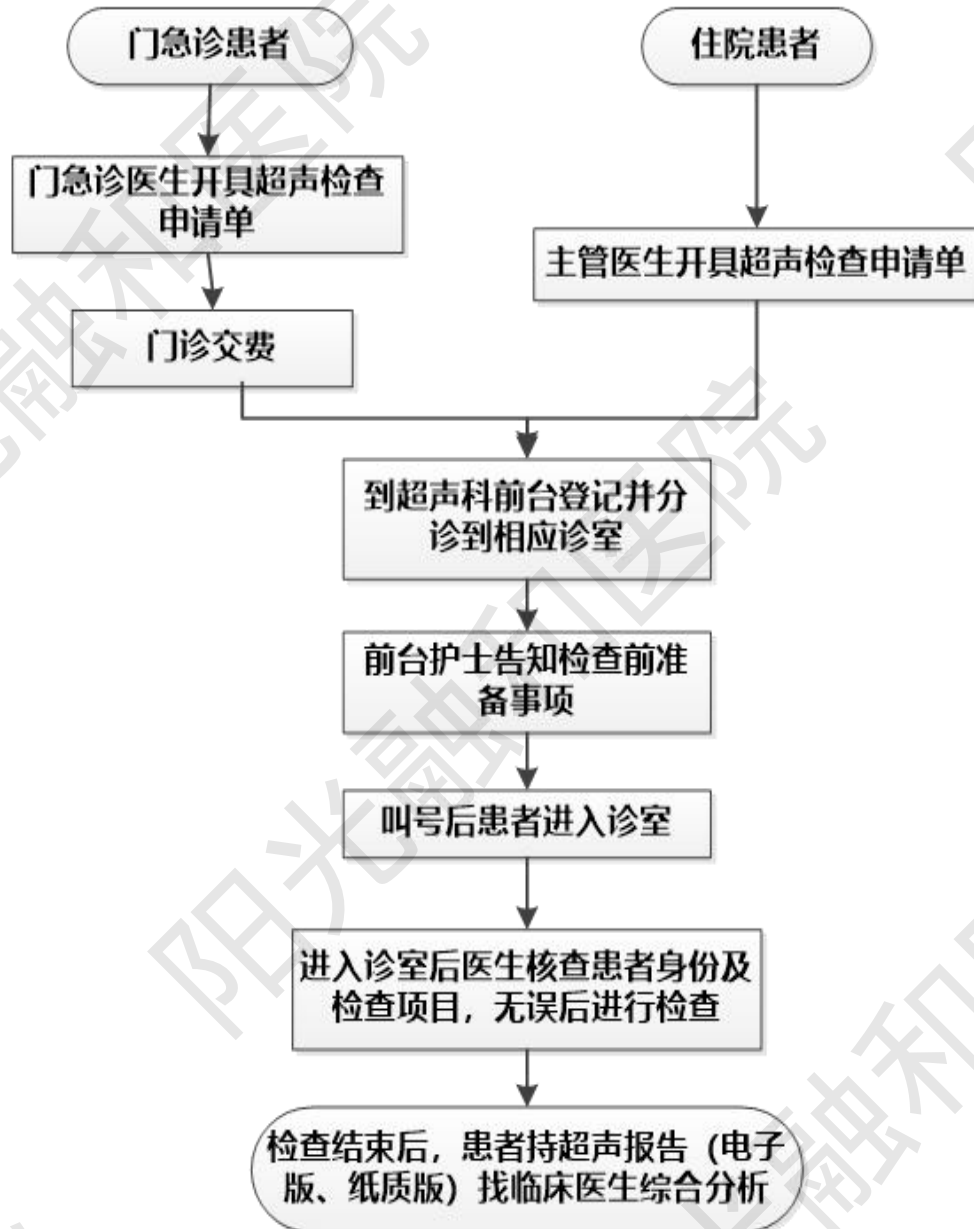 门急诊患者
住院患者
门急诊医生开具超声检查
申请单
主管医生开具超声检查申请单
门诊交费
到超声科前台登记并分
诊到相应诊室
前台护士告知检查前准
备事项
叫号后患者进入诊室
进入诊室后医生核查患者身份及
检查项目，无误后进行检查
检查结束后，患者持超声报告（电子
版、纸质版）找临床医生综合分析
阳光融和医院